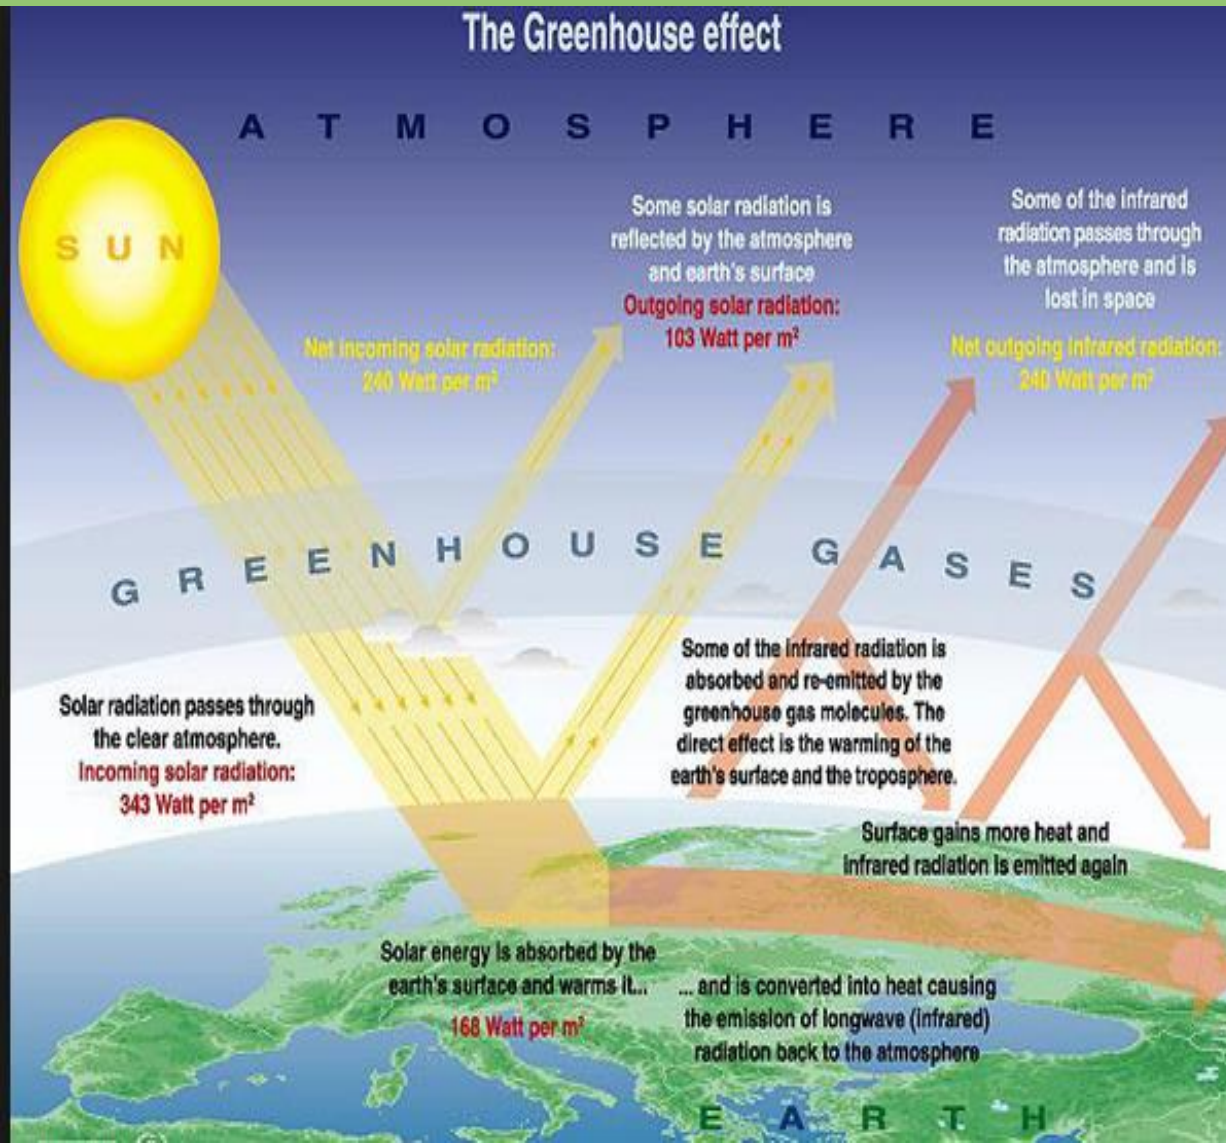 The Greenhouse effect
ATMOSPHERE
SUN
Some solar radiation is
reflected by the atmosphere
and earth's surface
Outgoing solar radiation:
103 Watt per m²
Some of the infrared
radiation passes through
the atmosphere and is
lost in space
Net outgoing infrared radiation:
240 Watt per m²
Net incoming solar radiation:
240 Watt per m²
GREENHOUSE GASES
Solar radiation passes through
the clear atmosphere.
Incoming solar radiation:
343 Watt per m²
Some of the infrared radiation is
absorbed and re-emitted by the
greenhouse gas molecules. The
direct effect is the warming of the
earth's surface and the troposphere.
Surface gains more heat and
infrared radiation is emitted again
Solar energy is absorbed by the
earth's surface and warms it...
168 Watt per m²
... and is converted into heat causing
the emission of longwave (infrared)
radiation back to the atmosphere
EARTH